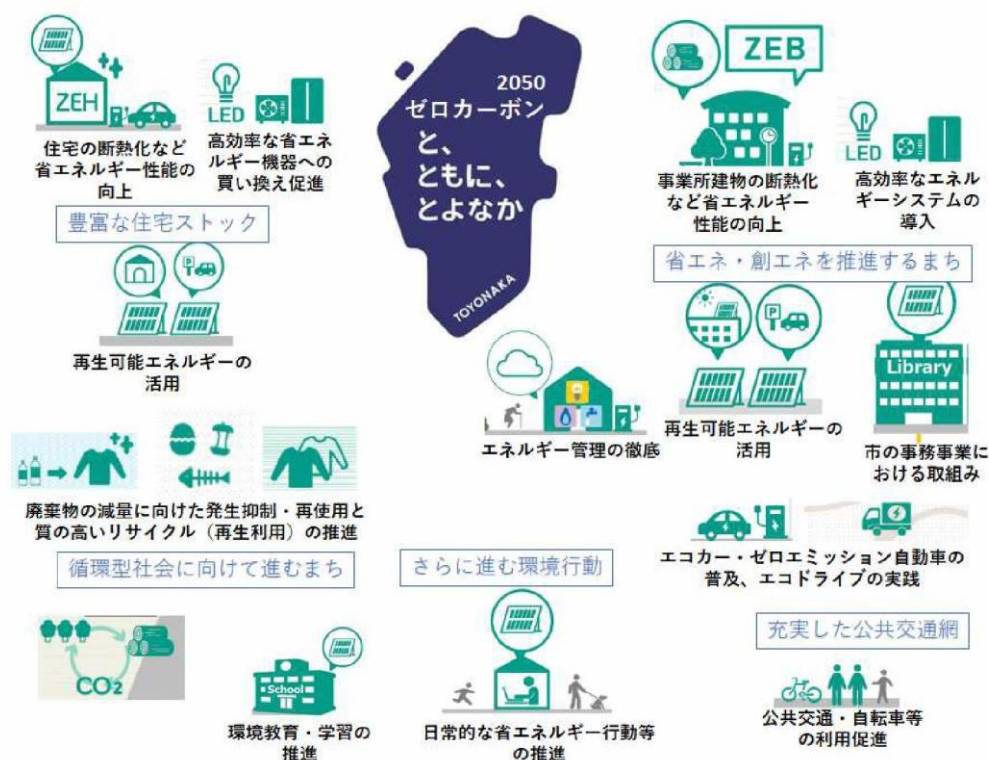 2050
ゼロカーボン
と、
ともに、
とよなか
TOYONAKA
ZEH
住宅の断熱化など
省エネルギー性能の
向上
LED
高効率な省エネ
ルギー機器への
買い換え促進
豊富な住宅ストック
P
再生可能エネルギーの
活用
ZEB
事業所建物の断熱化
など省エネルギー
性能の向上
LED
高効率なエネル
ギーシステムの
導入
省エネ・創エネを推進するまち
P
再生可能エネルギーの
活用
Library
市の事務事業に
おける取組み
エネルギー管理の徹底
廃棄物の減量に向けた発生抑制・再使用と
質の高いリサイクル（再生利用）の推進
循環型社会に向けて進むまち
CO2
School
環境教育・学習の
推進
さらに進む環境行動
日常的な省エネルギー行動等
の推進
エコカー・ゼロエミッション自動車の
普及、エコドライブの実践
充実した公共交通網
公共交通・自転車等
の利用促進